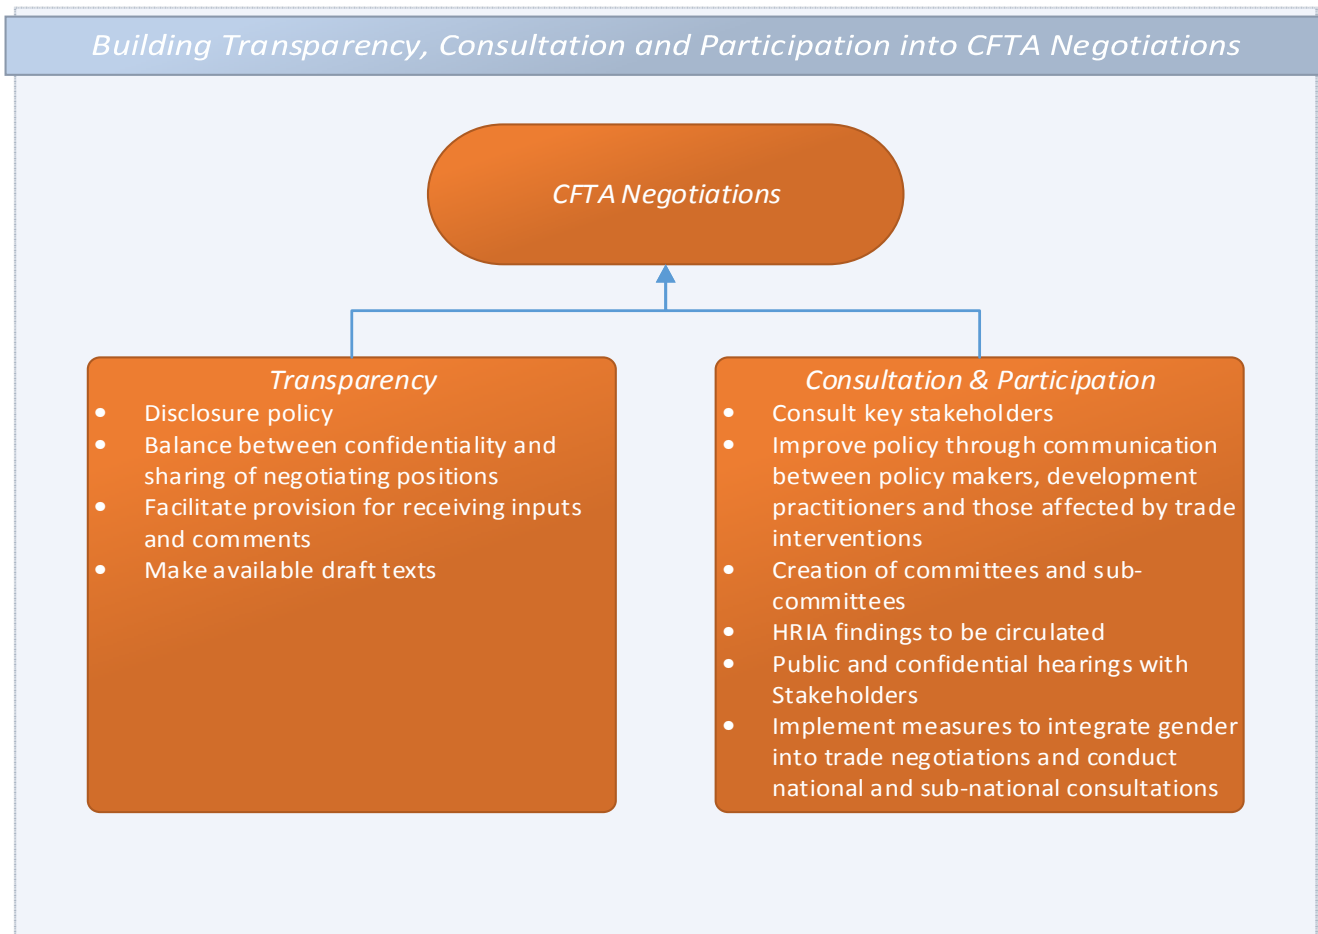 Building Transparency, Consultation and Participation into CFTA Negotiations
CFTA Negotiations
Transparency
• Disclosure policy
• Balance between confidentiality and
sharing of negotiating positions
• Facilitate provision for receiving inputs
and comments
• Make available draft texts
Consultation & Participation
• Consult key stakeholders
• Improve policy through communication
between policy makers, development
practitioners and those affected by trade
interventions
• Creation of committees and sub-
committees
• HRIA findings to be circulated
• Public and confidential hearings with
Stakeholders
• Implement measures to integrate gender
into trade negotiations and conduct
national and sub-national consultations